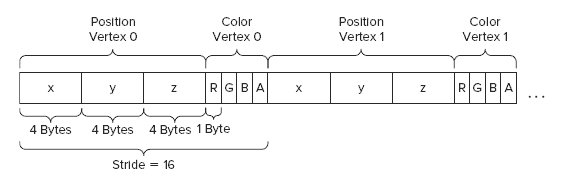 Position
Vertex 0
Color
Vertex 0
Position
Vertex 1
Color
Vertex 1
x y z R G B A x y z R G B A ...
4 Bytes 4 Bytes 4 Bytes 1 Byte
Stride = 16